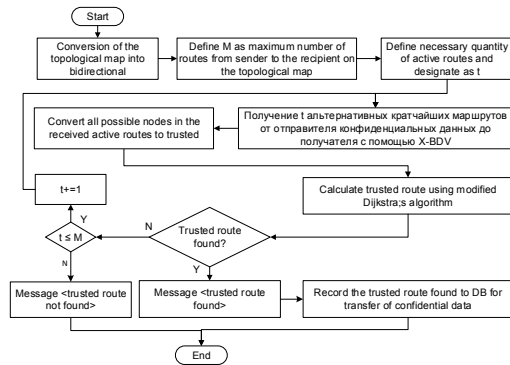 Start
Conversion of the
topological map into
bidirectional
Define M as maximum number of
routes from sender to the recipient on
the topological map
Define necessary quantity
of active routes and
designate as t
Convert all possible nodes in the
received active routes to trusted
Получение t альтернативных кратчайших маршрутов
от отправителя конфиденциальных данных до
получателя с помощью X-BDV
t+=1
Calculate trusted route using modified
Dijkstra;s algorithm
Y
N
Trusted route
found?
t ≤ M
N
Y
Message <trusted route
not found>
Message <trusted route
found>
Record the trusted route found to DB for
transfer of confidential data
End